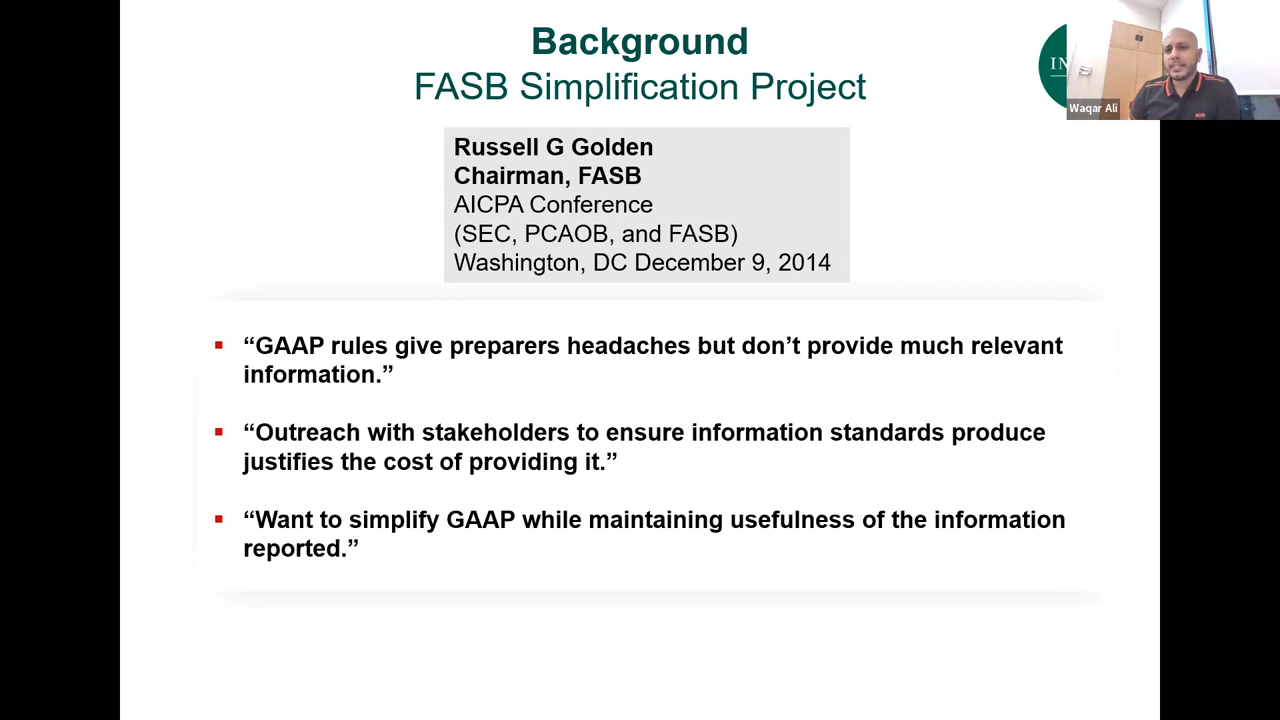 Background
FASB Simplification Project
IN
Waqar Ali
Russell G Golden
Chairman, FASB
AICPA Conference
(SEC, PCAOB, and FASB)
Washington, DC December 9, 2014
“GAAP rules give preparers headaches but don’t provide much relevant
information.”
“Outreach with stakeholders to ensure information standards produce
justifies the cost of providing it.”
“Want to simplify GAAP while maintaining usefulness of the information
reported.”